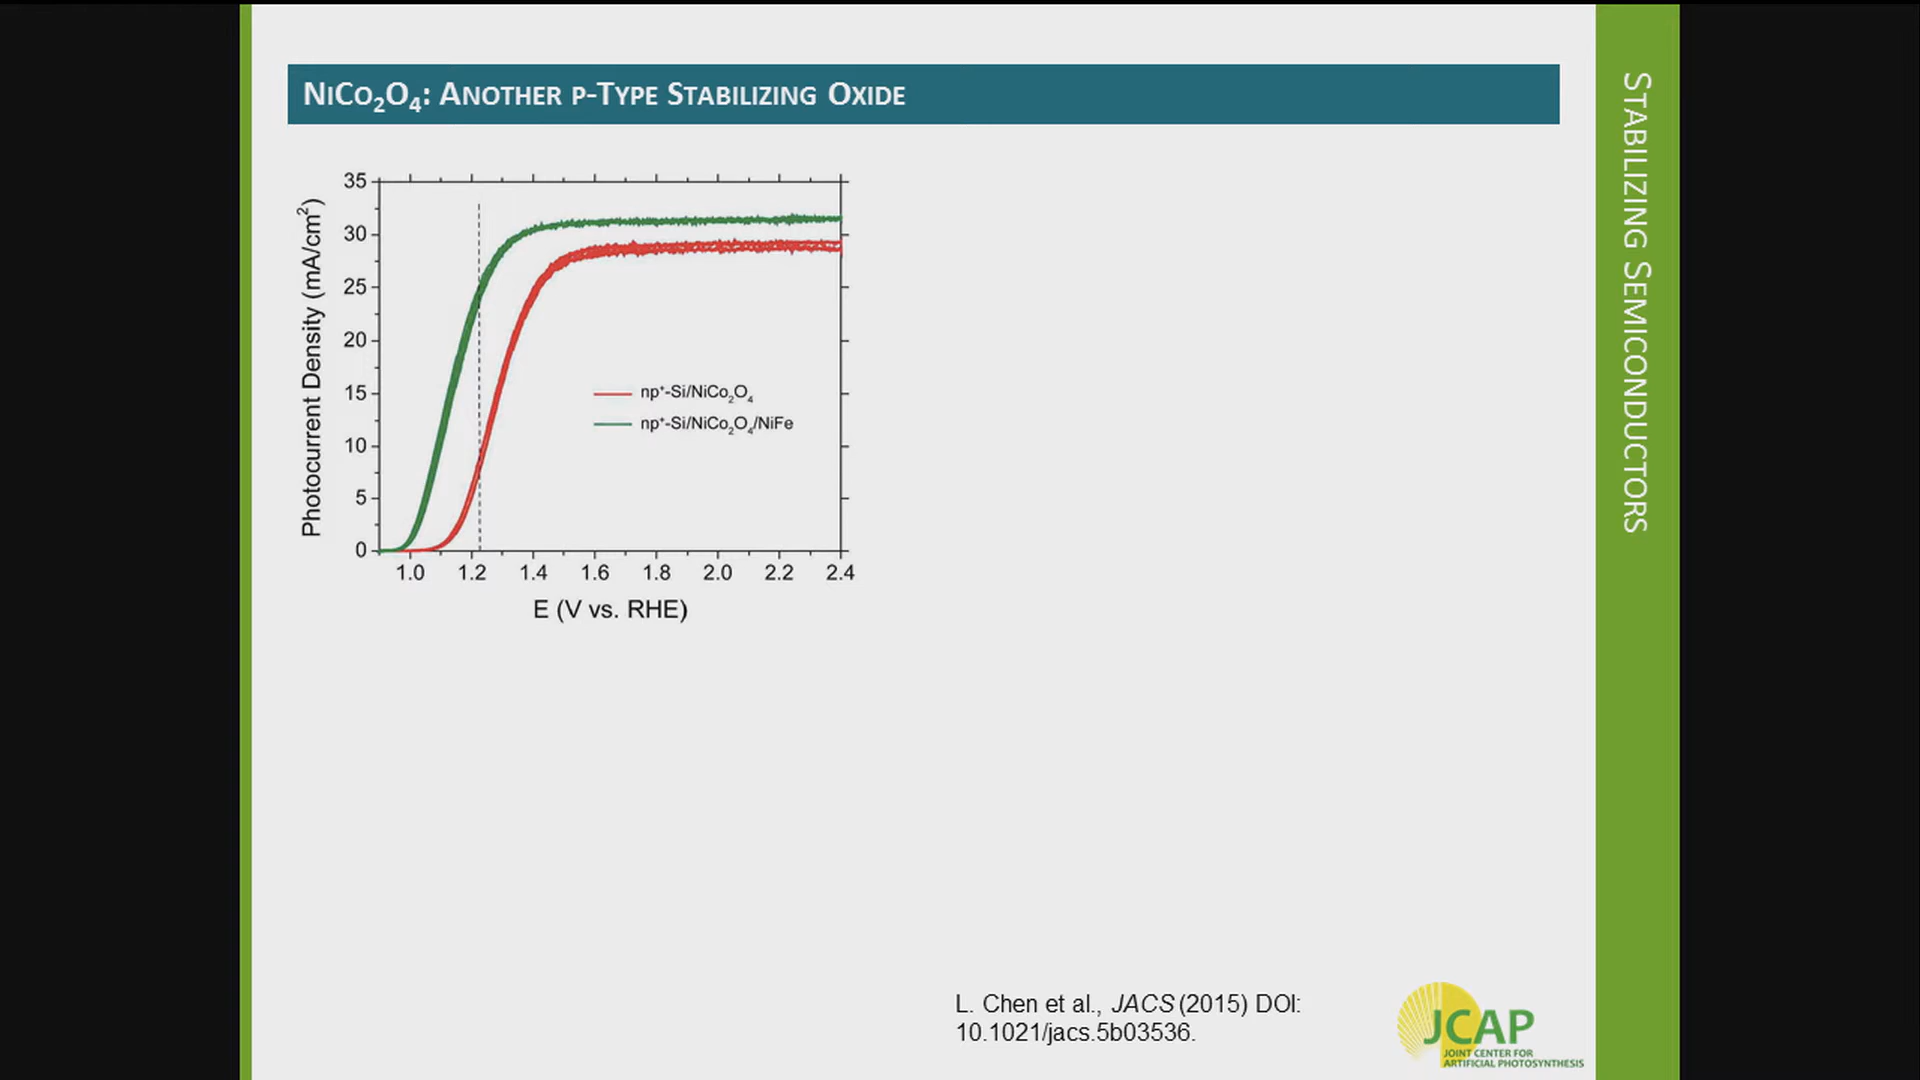 NiCo₂O₄: Another p-Type Stabilizing Oxide
Stabilizing Semiconductors
Photocurrent Density (mA/cm²)
35
30
25
20
15
10
5
0
np⁺-Si/NiCo₂O₄
np⁺-Si/NiCo₂O₄/NiFe
1.0 1.2 1.4 1.6 1.8 2.0 2.2 2.4
E (V vs. RHE)
L. Chen et al., JACS (2015) DOI:
10.1021/jacs.5b03536.
JCAP
JOINT CENTER FOR
ARTIFICIAL PHOTOSYNTHESIS